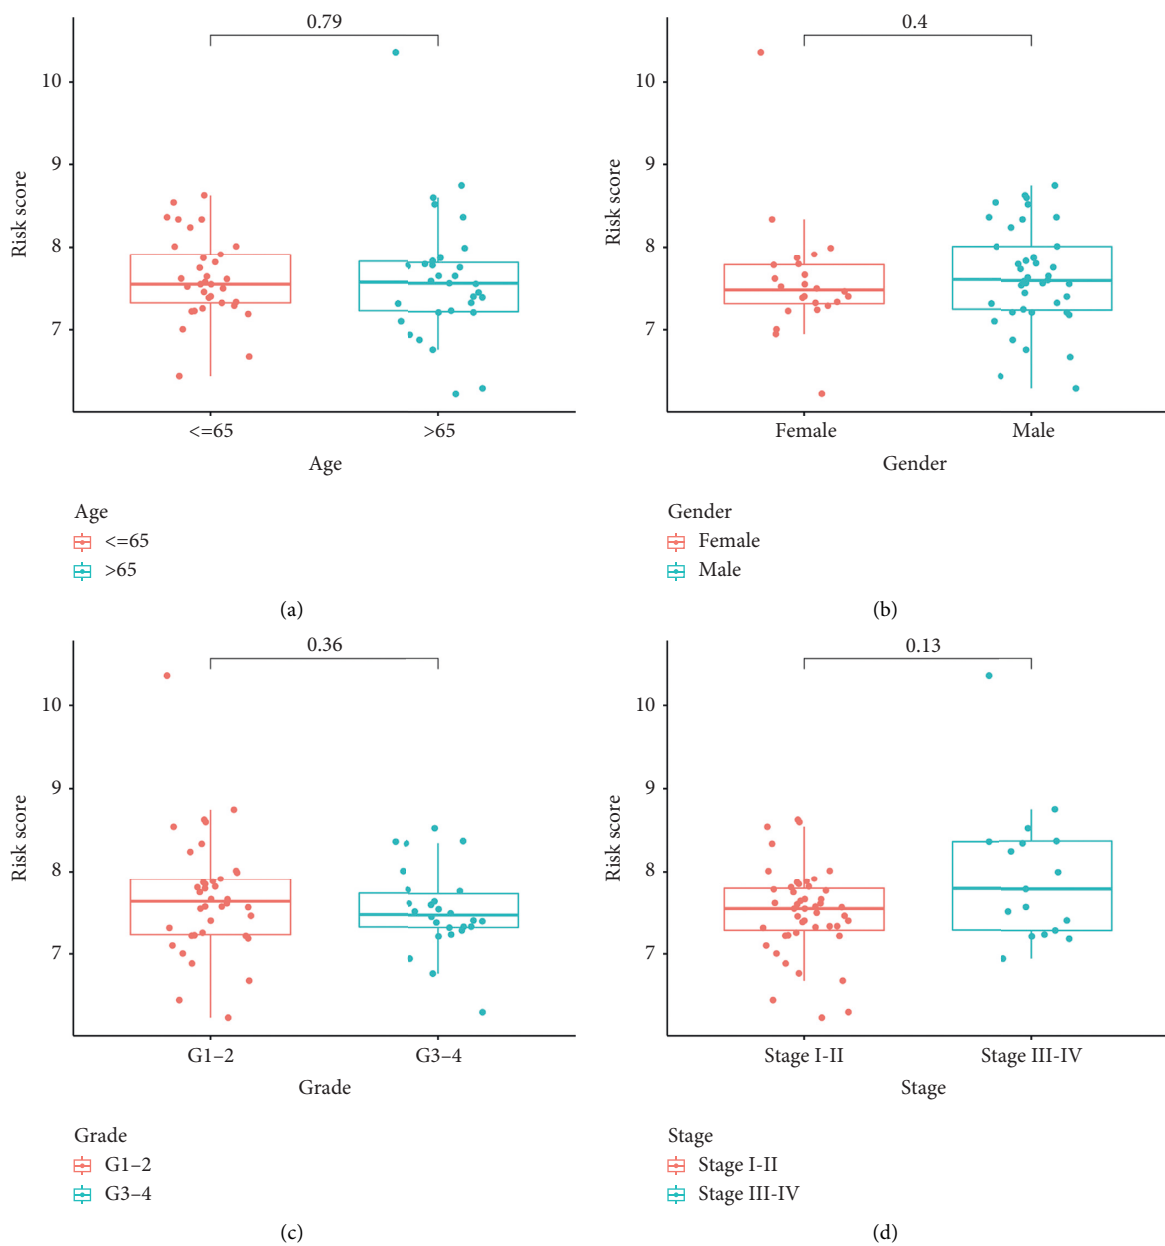 0.79
10
9
8
7
Risk score
<=65
>65
Age
Age
<=65
>65
(a)
0.4
10
9
8
7
Risk score
Female
Male
Gender
Gender
Female
Male
(b)
0.36
10
9
8
7
Risk score
G1–2
G3–4
Grade
Grade
G1–2
G3–4
(c)
0.13
10
9
8
7
Risk score
Stage I-II
Stage III-IV
Stage
Stage
Stage I-II
Stage III-IV
(d)